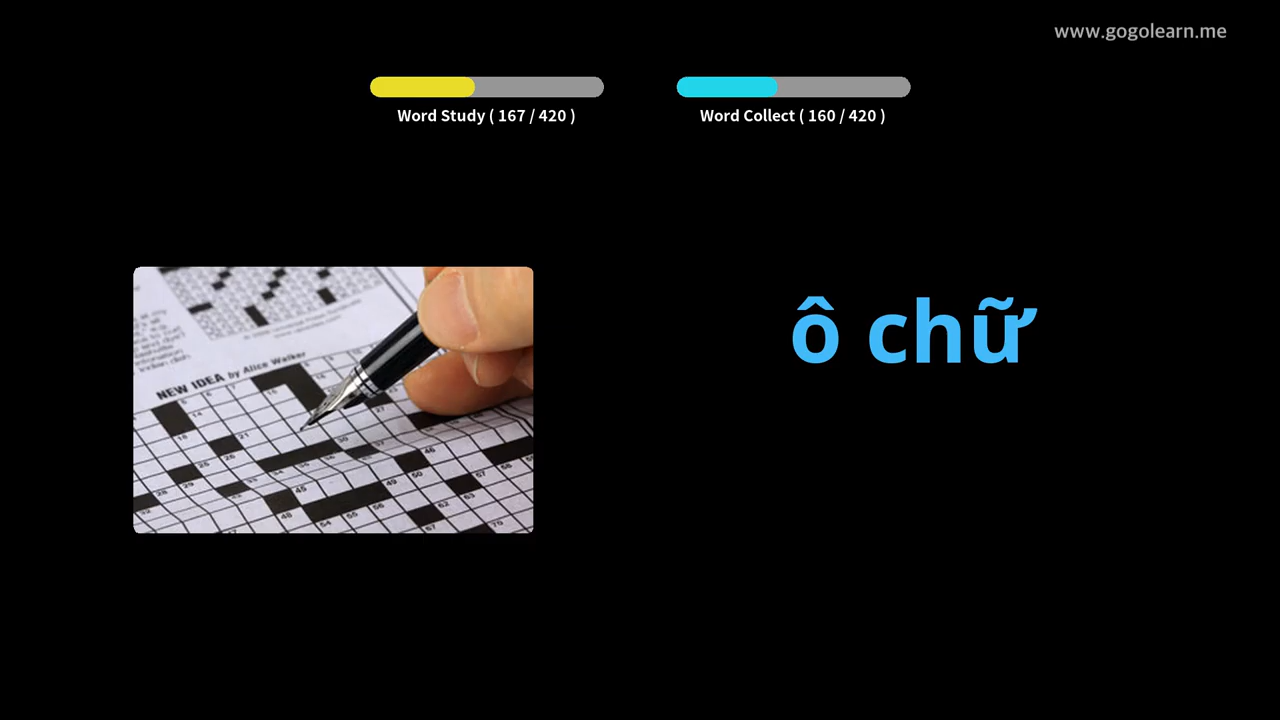 www.gogolearn.me
Word Study ( 167 / 420 )
Word Collect ( 160 / 420 )
ô chữ
NEW IDEA by Alice Walker